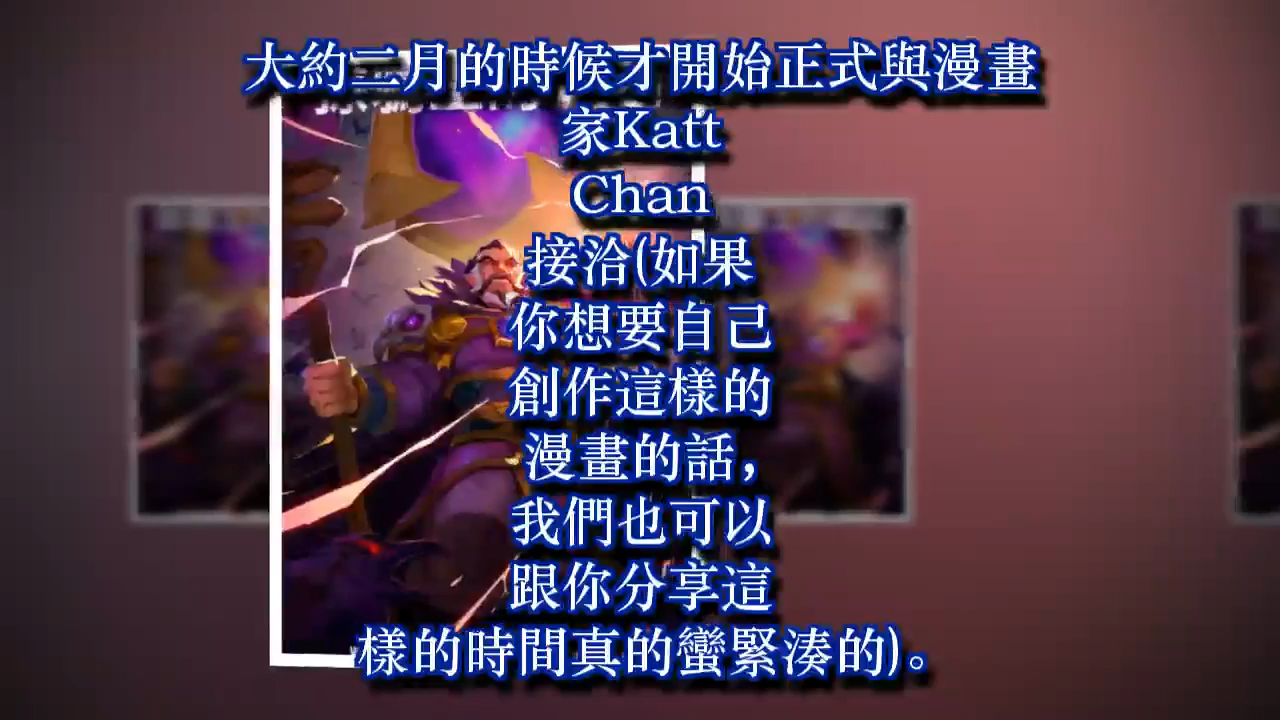 大約二月的時候才開始正式與漫畫
家Katt
Chan
接洽(如果
你想要自己
創作這樣的
漫畫的話，
我們也可以
跟你分享這
樣的時間真的蠻緊湊的)。